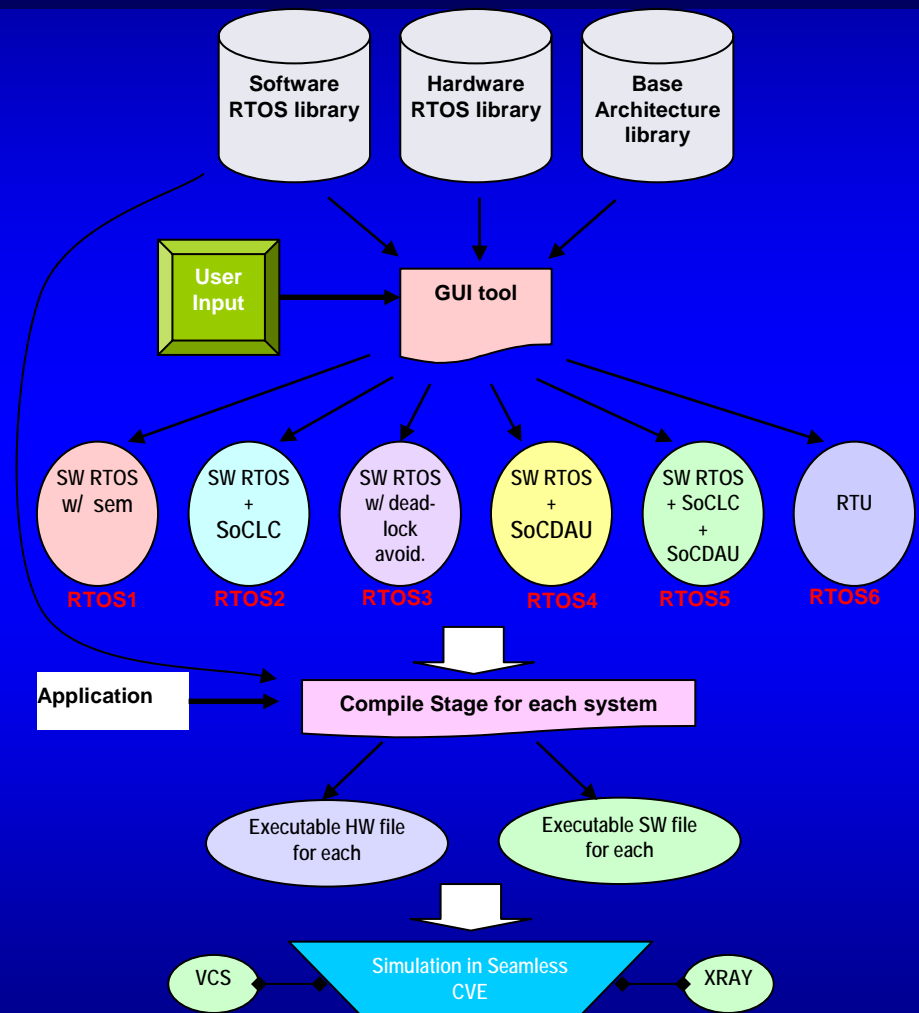 Software
RTOS library
Hardware
RTOS library
Base
Architecture
library
User
Input
GUI tool
SW RTOS
w/ sem
SW RTOS
+
SoCLC
SW RTOS
w/ dead-
lock
avoid.
SW RTOS
+
SoCDAU
SW RTOS
+ SoCLC
+
SoCDAU
RTU
RTOS1
RTOS2
RTOS3
RTOS4
RTOS5
RTOS6
Application
Compile Stage for each system
Executable HW file
for each
Executable SW file
for each
VCS
Simulation in Seamless
CVE
XRAY